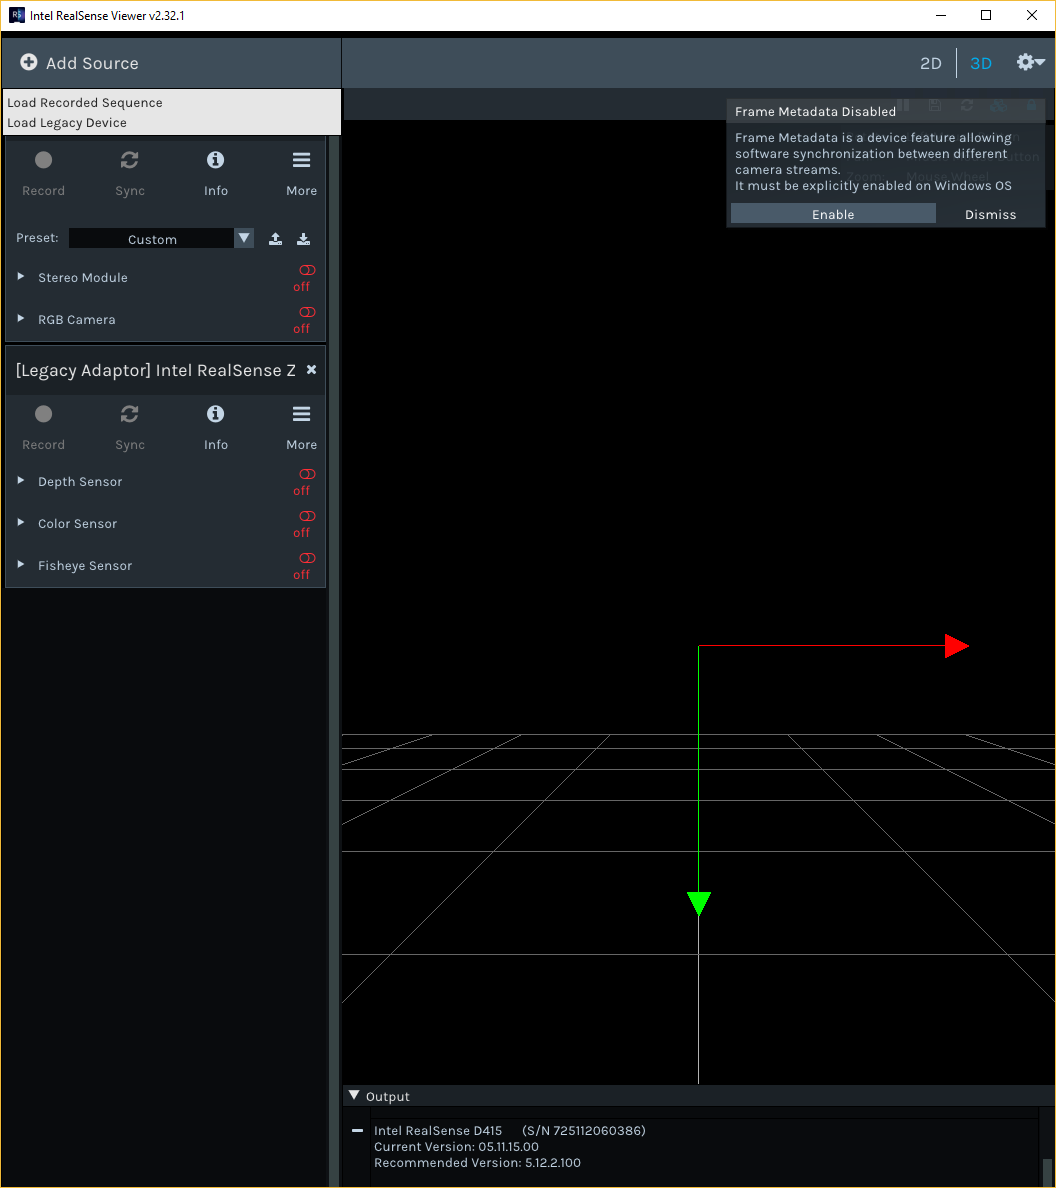 Intel RealSense Viewer v2.32.1
Add Source
2D
3D
Load Recorded Sequence
Load Legacy Device
Record
Sync
Info
More
Preset:
Custom
Stereo Module
off
RGB Camera
off
[Legacy Adaptor] Intel RealSense Z
Record
Sync
Info
More
Depth Sensor
off
Color Sensor
off
Fisheye Sensor
off
Frame Metadata Disabled
Frame Metadata is a device feature allowing
software synchronization between different
camera streams.
It must be explicitly enabled on Windows OS
Enable
Dismiss
Mouse Wheel
Output
Intel RealSense D415 (S/N 725112060386)
Current Version: 05.11.15.00
Recommended Version: 5.12.2.100